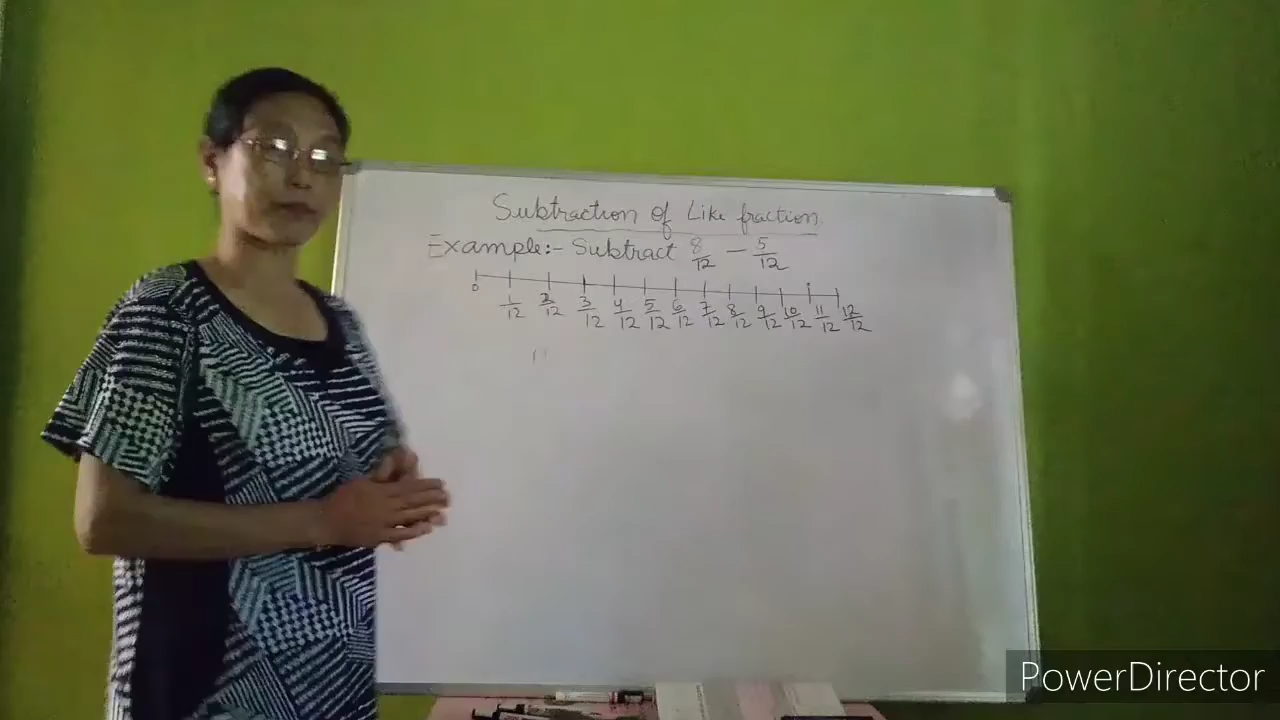 Subtraction of Like fraction
Example:- Subtract 8/12 - 5/12
0 1/12 2/12 3/12 4/12 5/12 6/12 7/12 8/12 9/12 10/12 11/12 12/12
PowerDirector